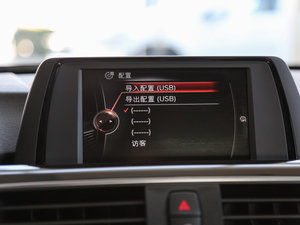 配置
导入配置 (USB)
导出配置 (USB)
✓ (------)
(------)
(------)
访客